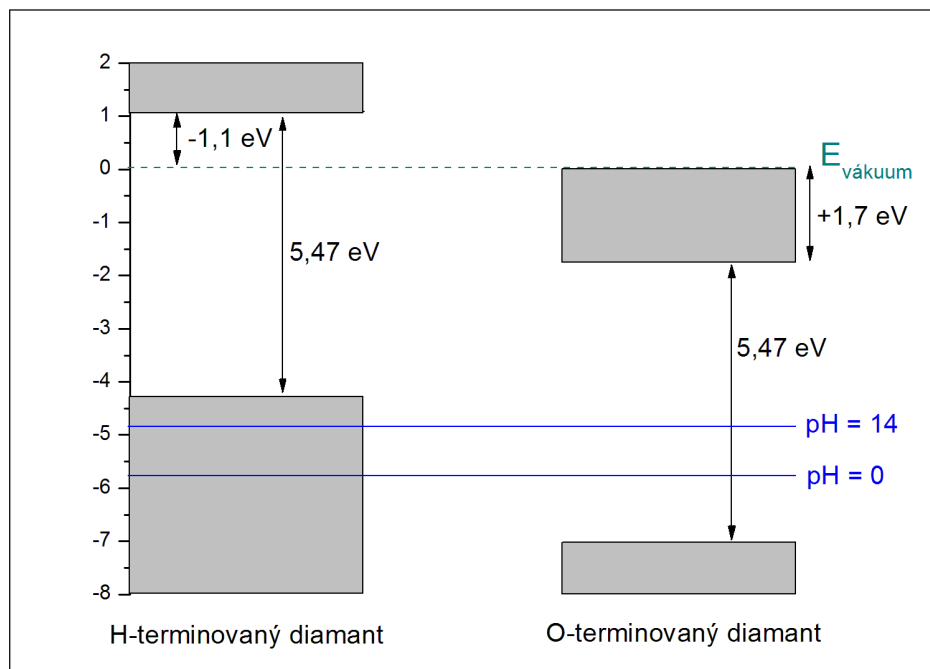 2
1
0
-1
-2
-3
-4
-5
-6
-7
-8
-1,1 eV
5,47 eV
E vákuum
+1,7 eV
5,47 eV
pH = 14
pH = 0
H-terminovaný diamant
O-terminovaný diamant